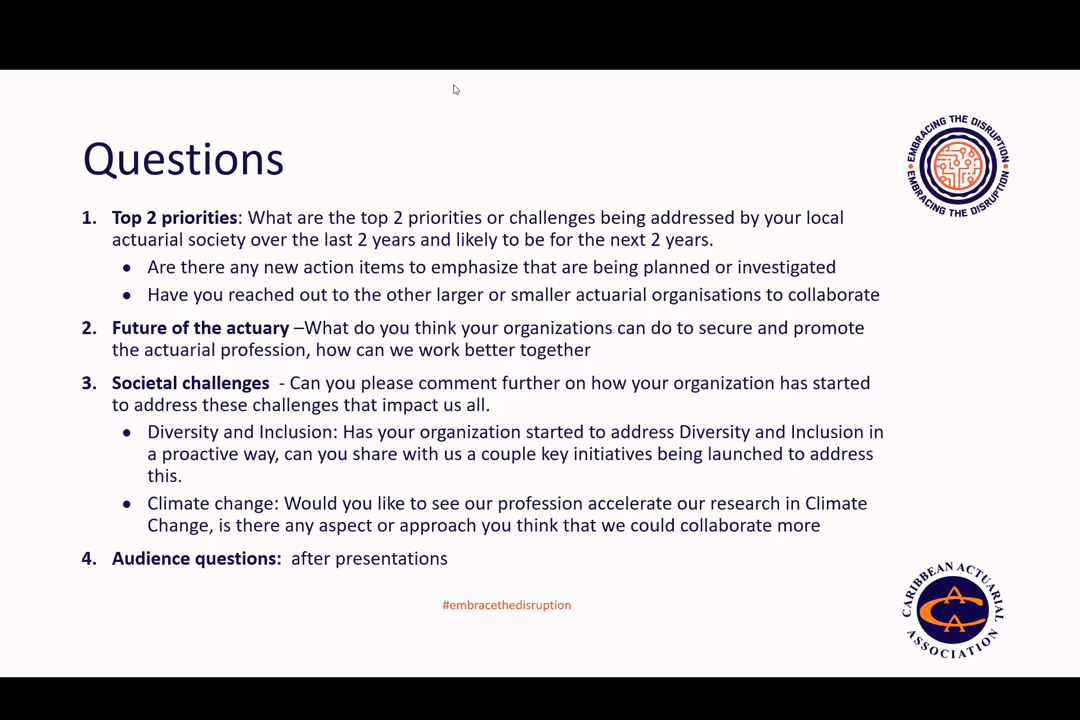 Questions
EMBRACING THE DISRUPTION
EMBRACING THE DISRUPTION
1. Top 2 priorities: What are the top 2 priorities or challenges being addressed by your local
actuarial society over the last 2 years and likely to be for the next 2 years.
• Are there any new action items to emphasize that are being planned or investigated
• Have you reached out to the other larger or smaller actuarial organisations to collaborate
2. Future of the actuary –What do you think your organizations can do to secure and promote
the actuarial profession, how can we work better together
3. Societal challenges - Can you please comment further on how your organization has started
to address these challenges that impact us all.
• Diversity and Inclusion: Has your organization started to address Diversity and Inclusion in
a proactive way, can you share with us a couple key initiatives being launched to address
this.
• Climate change: Would you like to see our profession accelerate our research in Climate
Change, is there any aspect or approach you think that we could collaborate more
4. Audience questions: after presentations
#embracethedisruption
CARIBBEAN ACTUARIAL
ASSOCIATION
A
C
A